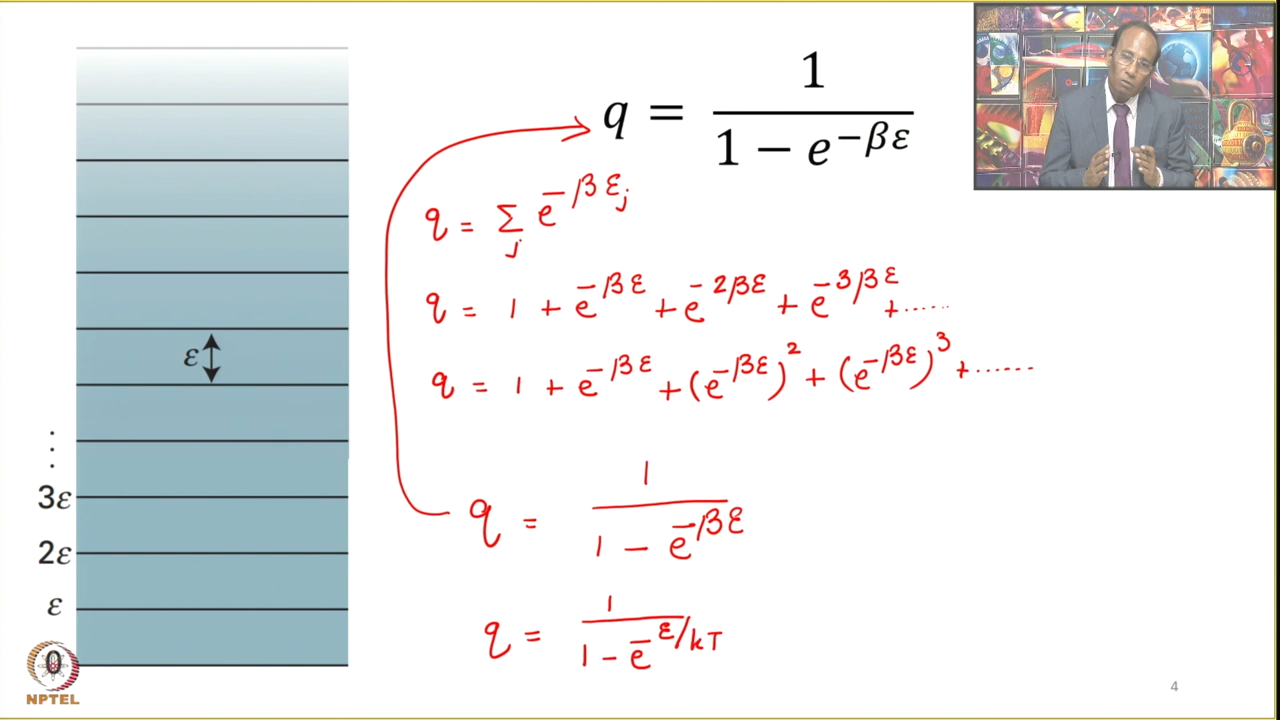 q = 1 / (1 − e^{−βε})
q = Σ_j e^{−βε_j}
q = 1 + e^{−βε} + e^{−2βε} + e^{−3βε} + ......
q = 1 + e^{−βε} + (e^{−βε})^2 + (e^{−βε})^3 + ......
q = 1 / (1 − e^{−βε})
q = 1 / (1 − e^{−ε/kT})
ε
⋮
3ε
2ε
ε
0
NPTEL
4